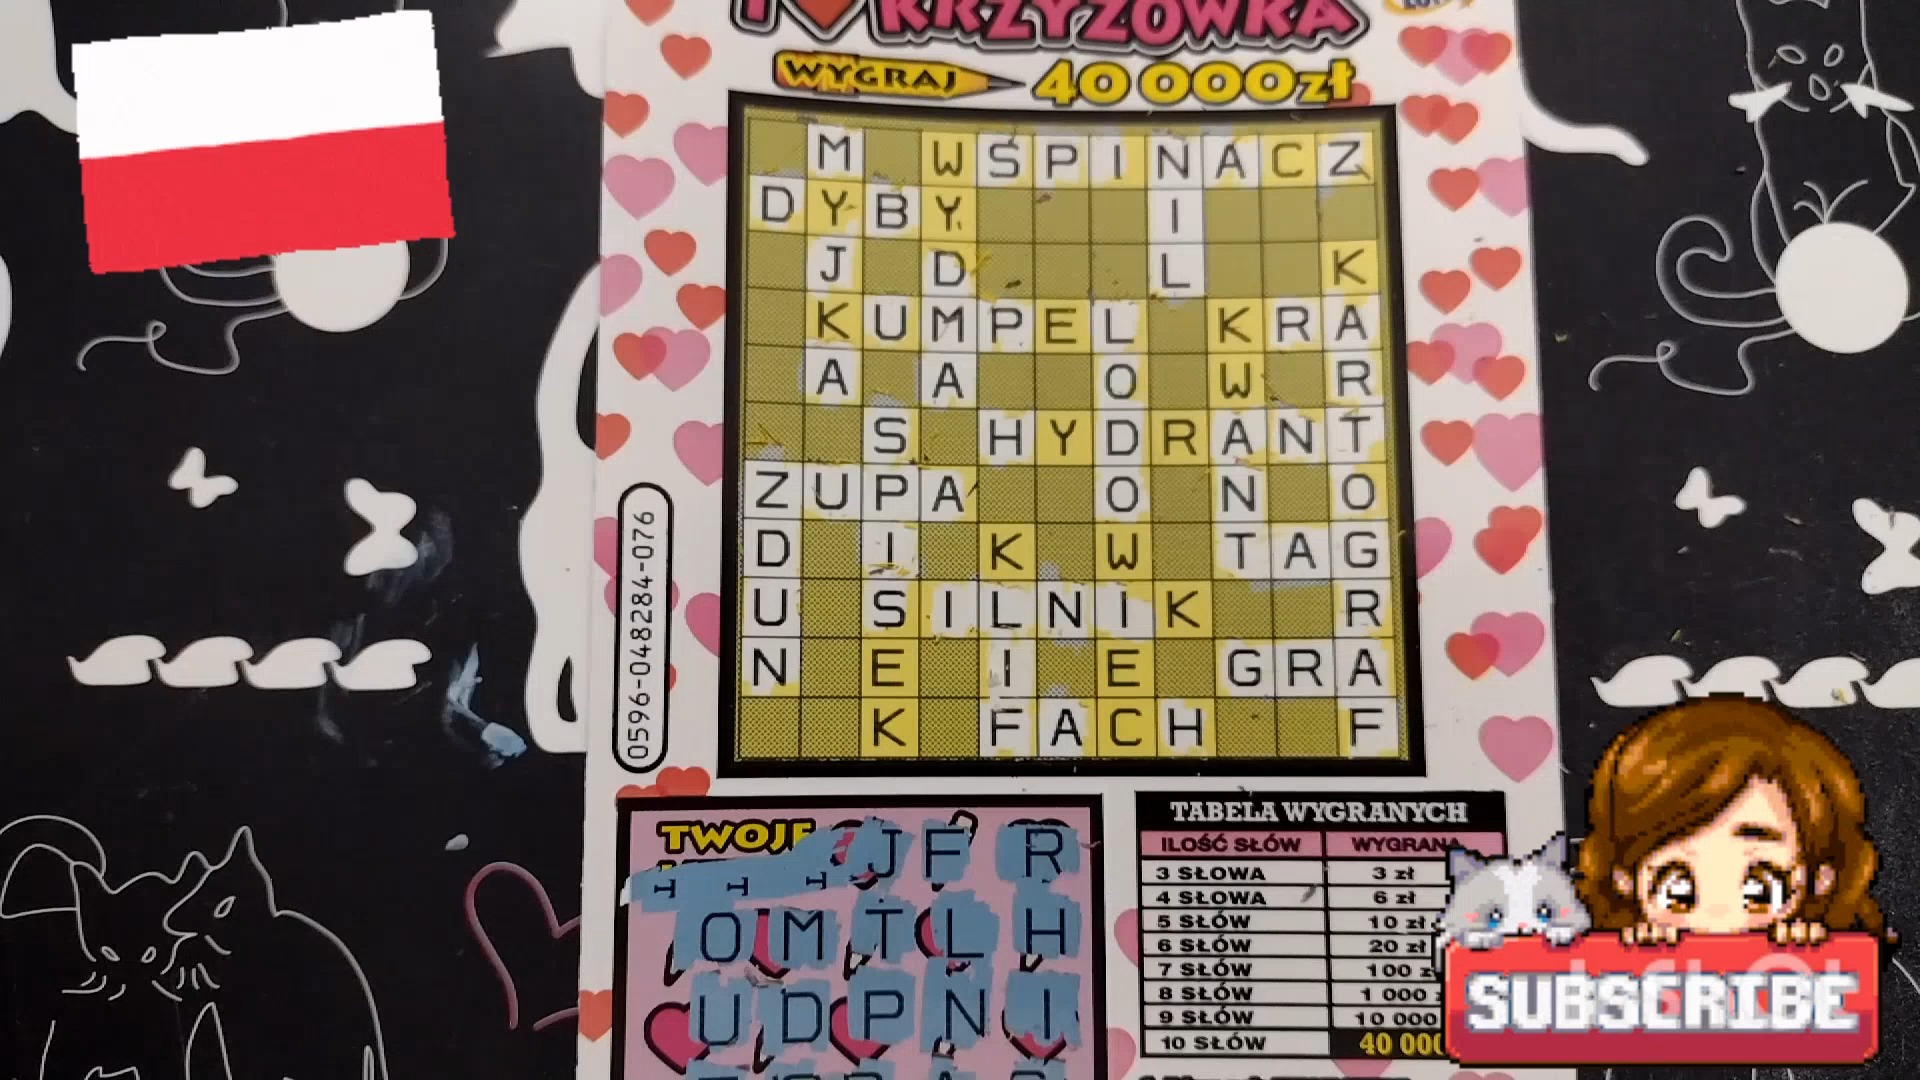 I ❤ KRZYŻÓWKA
WYGRAJ 40 000zł
M W S P I N A C Z
D Y B Y I
J D L K
K U M P E L K R A
A A O W R
S H Y D R A N T
Z U P A O N O
D I K W T A G
U S I L N I K R
N E I E G R A
K F A C H F
0596-048284-076
TWOJE
J F R
O M T L H
U D P N I
TABELA WYGRANYCH
ILOŚĆ SŁÓW WYGRANA
3 SŁOWA 3 zł
4 SŁOWA 6 zł
5 SŁÓW 10 zł
6 SŁÓW 20 zł
7 SŁÓW 100 z
8 SŁÓW 1 000
9 SŁÓW 10 000
10 SŁÓW 40 000
SUBSCRIBE